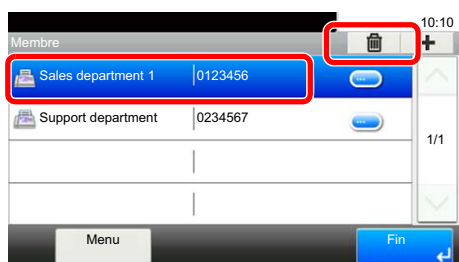 10:10
Membre
Sales department 1 0123456
Support department 0234567
1/1
Menu Fin